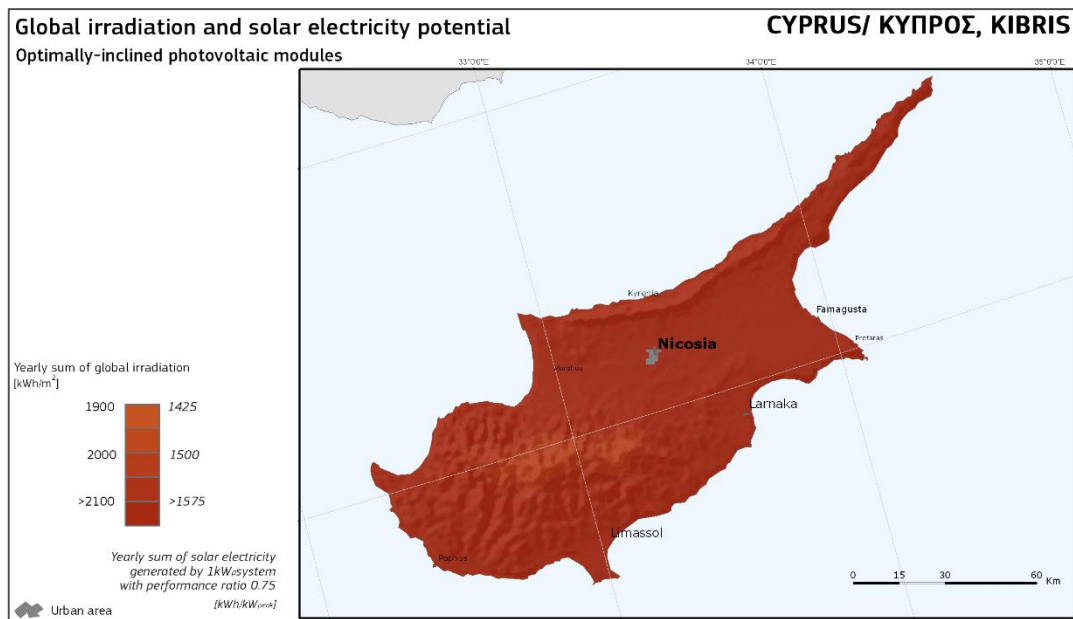 Global irradiation and solar electricity potential
Optimally-inclined photovoltaic modules
CYPRUS/ ΚΥΠΡΟΣ, KIBRIS
33°0'0"E
34°0'0"E
35°0'0"E
Kyrenia
Famagusta
Protaras
Nicosia
Morphou
Larnaka
Limassol
Paphos
Yearly sum of global irradiation
[kWh/m²]
1900 1425
2000 1500
>2100 >1575
Yearly sum of solar electricity
generated by 1kWₚsystem
with performance ratio 0.75
[kWh/kWpeak]
Urban area
0 15 30 60
Km